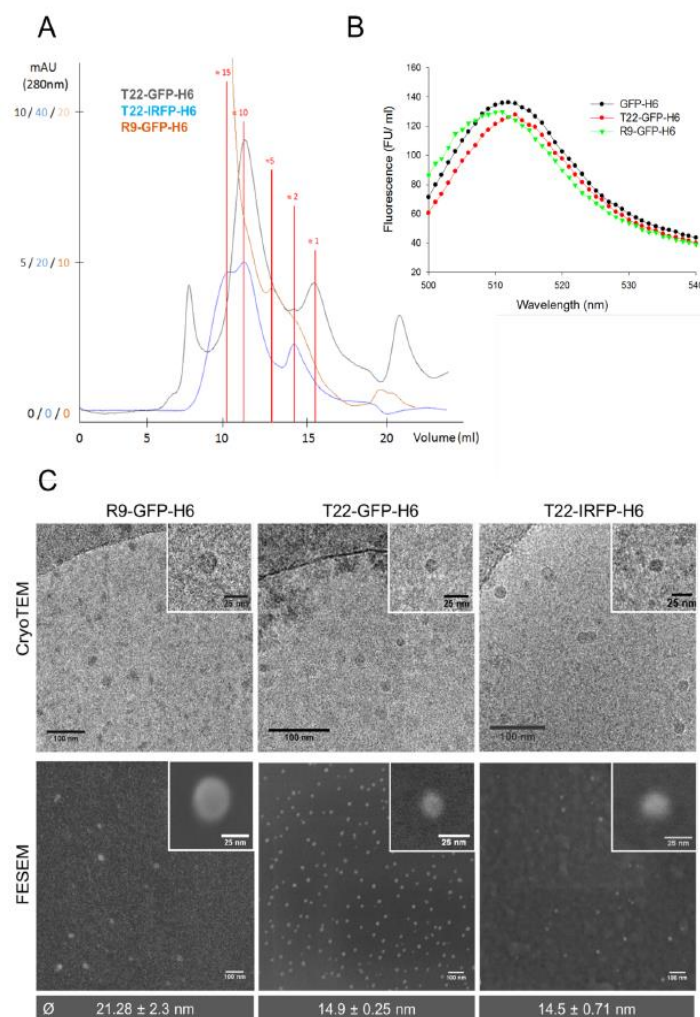 A
mAU
(280nm)
10 / 40 / 20
5 / 20 / 10
0 / 0 / 0
T22-GFP-H6
T22-IRFP-H6
R9-GFP-H6
≈ 15
≈ 10
≈ 5
≈ 2
≈ 1
0 5 10 15 20 Volume (ml)
B
Fluorescence (FU/ ml)
160
140
120
100
80
60
40
20
GFP-H6
T22-GFP-H6
R9-GFP-H6
500 510 520 530 540
Wavelength (nm)
C
R9-GFP-H6 T22-GFP-H6 T22-IRFP-H6
CryoTEM
25 nm 25 nm 25 nm
100 nm 100 nm 100 nm
FESEM
25 nm 25 nm 25 nm
100 nm 100 nm 100 nm
Ø 21.28 ± 2.3 nm 14.9 ± 0.25 nm 14.5 ± 0.71 nm